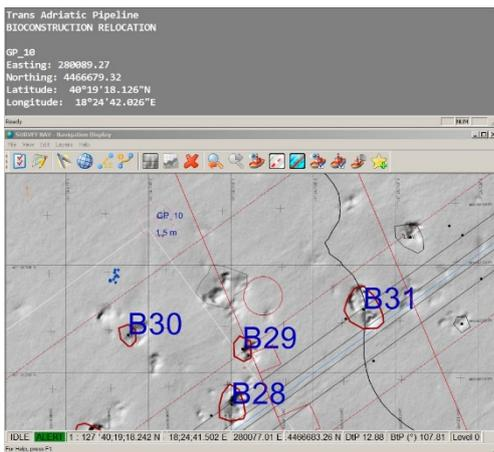 Trans Adriatic Pipeline
BIOCONSTRUCTION RELOCATION
GP_10
Easting: 280089.27
Northing: 4466679.32
Latitude: 40°19'18.126"N
Longitude: 18°24'42.026"E
Ready
NUM
SURVEY NAV - Navigation Display
File View Edit Layers Help
GP_10
1,5 m
B30
B29
B31
B28
IDLE ALERT 1 : 127 '40;19;18.242 N 18;24;41.502 E 280077.01 E 4466683.26 N DtP 12.88 BtP (°) 107.81 Level 0
For Help, press F1